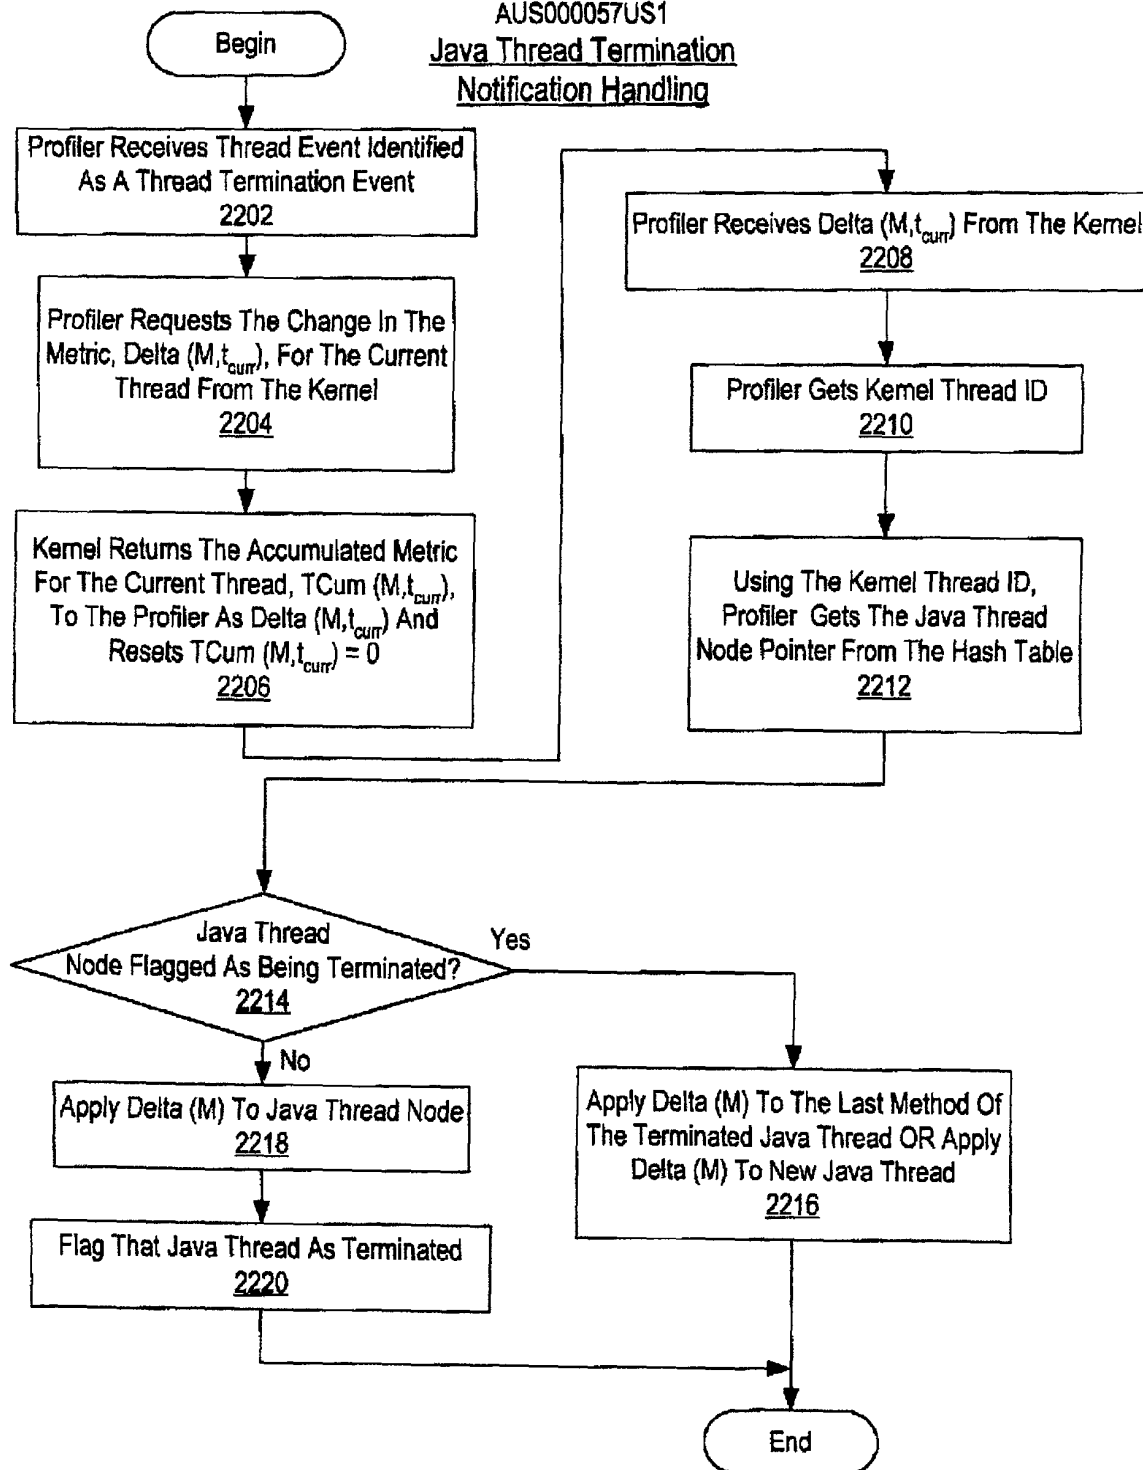 AUS000057US1
Java Thread Termination
Notification Handling
Begin
Profiler Receives Thread Event Identified
As A Thread Termination Event
2202
Profiler Requests The Change In The
Metric, Delta (M,tcurr), For The Current
Thread From The Kernel
2204
Kernel Returns The Accumulated Metric
For The Current Thread, TCum (M,tcurr),
To The Profiler As Delta (M,tcurr) And
Resets TCum (M,tcurr) = 0
2206
Profiler Receives Delta (M,tcurr) From The Kernel
2208
Profiler Gets Kernel Thread ID
2210
Using The Kernel Thread ID,
Profiler Gets The Java Thread
Node Pointer From The Hash Table
2212
Java Thread
Node Flagged As Being Terminated?
2214
Yes
No
Apply Delta (M) To Java Thread Node
2218
Flag That Java Thread As Terminated
2220
Apply Delta (M) To The Last Method Of
The Terminated Java Thread OR Apply
Delta (M) To New Java Thread
2216
End